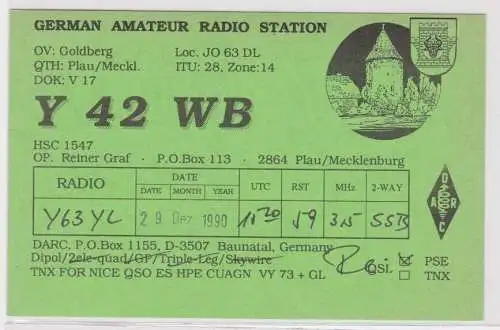 GERMAN AMATEUR RADIO STATION
OV: Goldberg Loc. JO 63 DL
QTH: Plau/Meckl. ITU: 28, Zone:14
DOK: V 17
Y 42 WB
HSC 1547
OP. Reiner Graf · P.O.Box 113 · 2864 Plau/Mecklenburg
RADIO DATE UTC RST MHz 2-WAY
DATE MONTH YEAH
Y63YL 29 Dez 1990 11 20 59 3,5 SSB
D A R C
DARC, P.O.Box 1155, D-3507 Baunatal, Germany
Dipol/2ele-quad/GP/Triple-Leg/Skywire QSL PSE
TNX FOR NICE QSO ES HPE CUAGN VY 73 + GL TNX